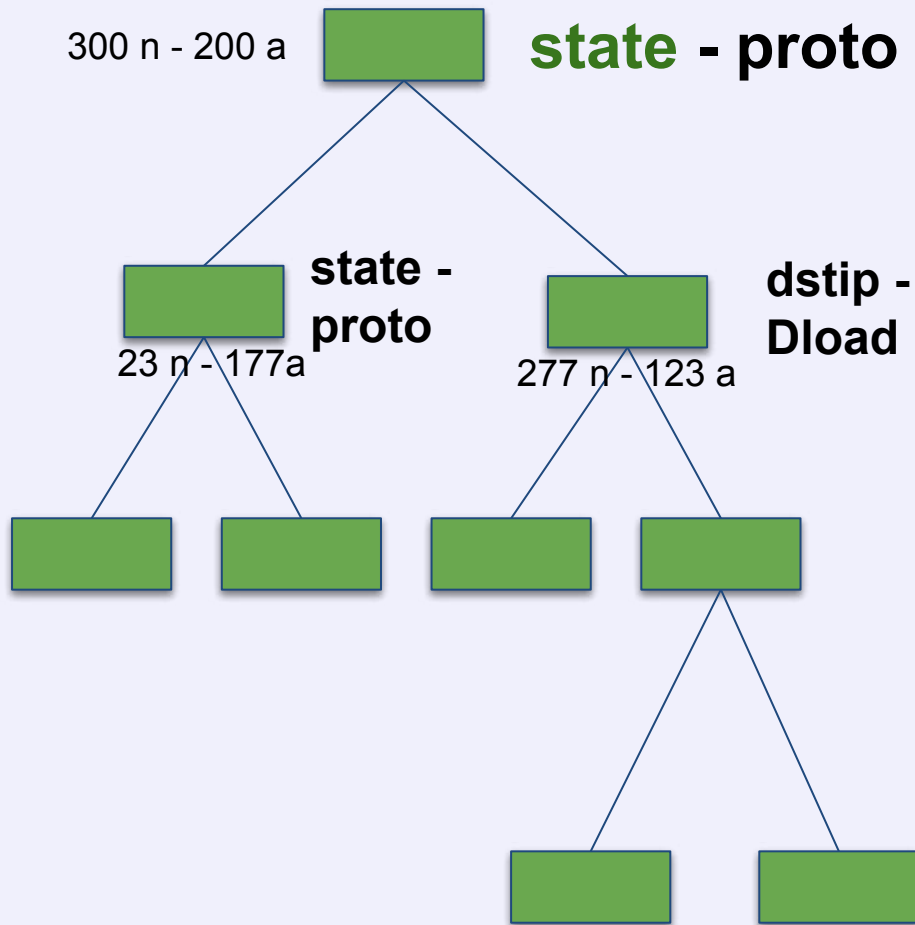 300 n - 200 a
state - proto
state -
proto
dstip -
Dload
23 n - 177a
277 n - 123 a